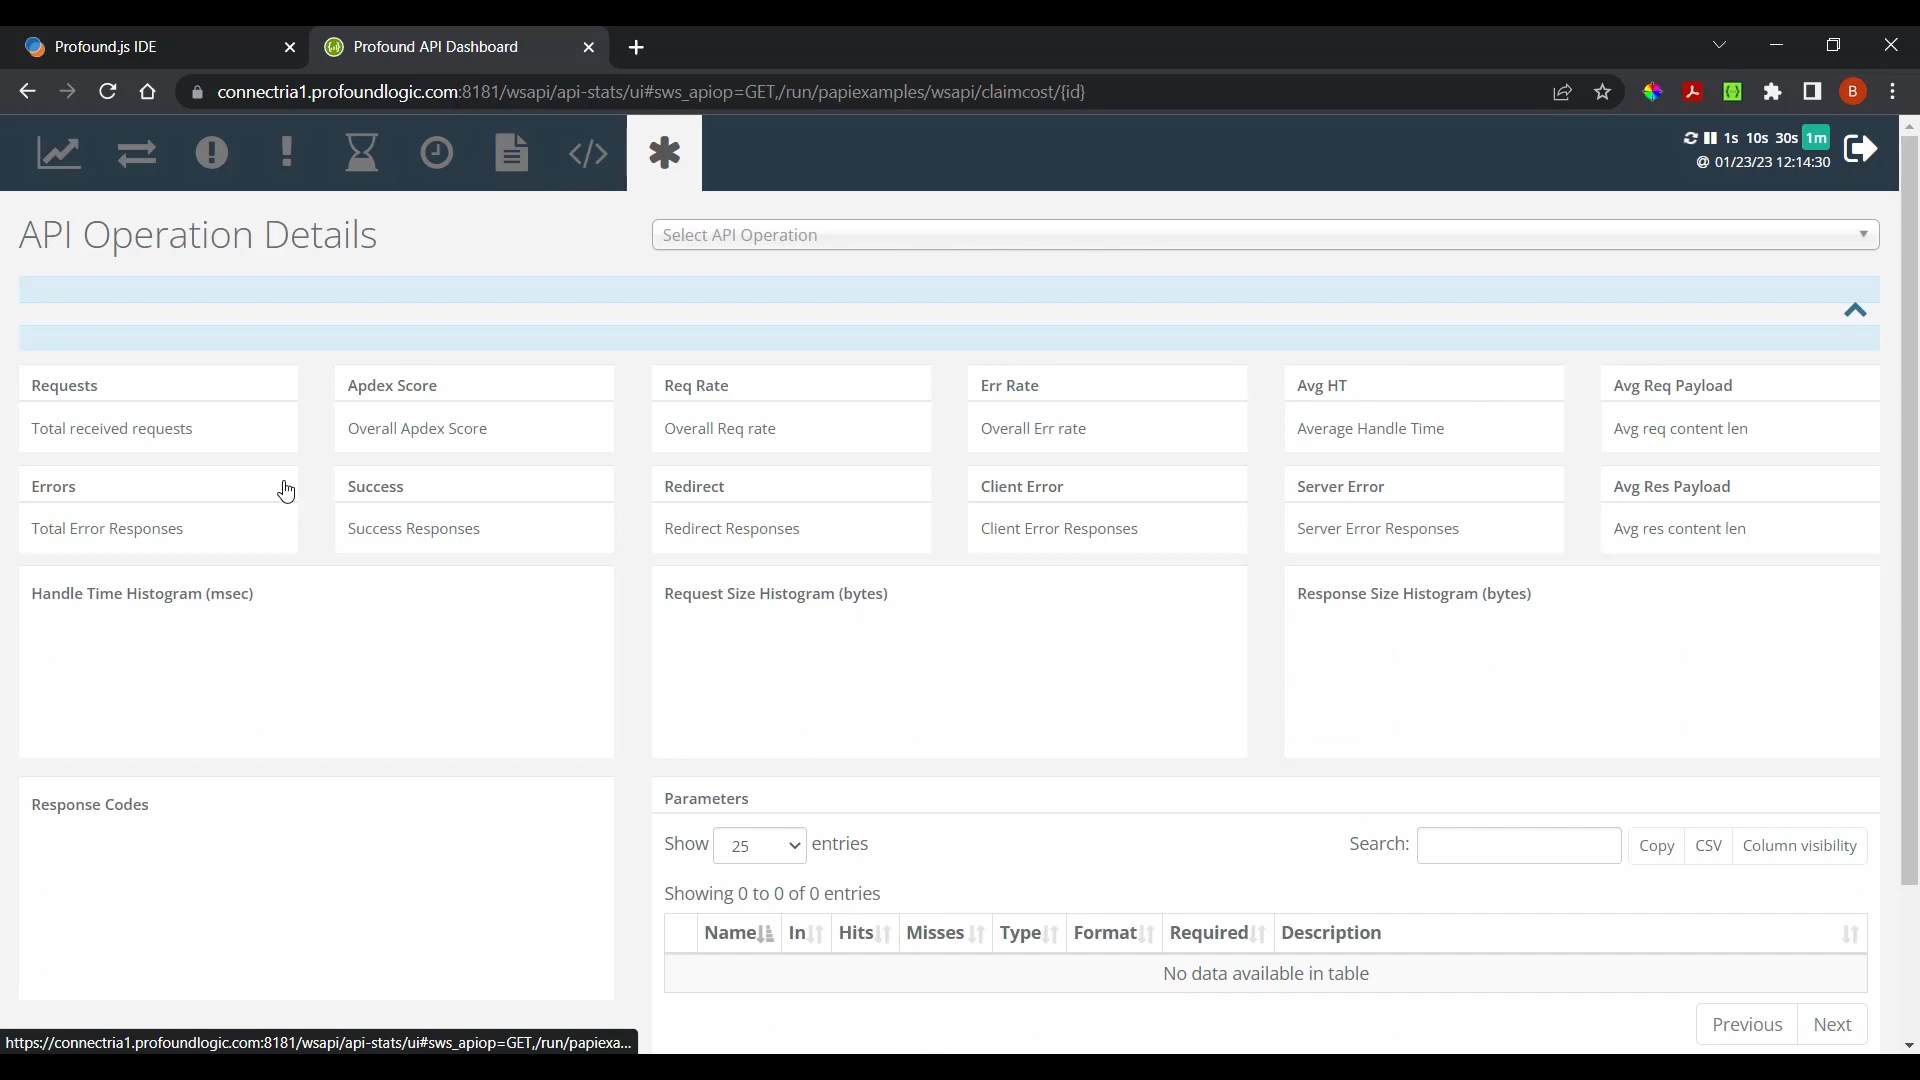 Profound.js IDE
Profound API Dashboard
connectria1.profoundlogic.com:8181/wsapi/api-stats/ui#sws_apiop=GET,/run/papiexamples/wsapi/claimcost/{id}
B
1s 10s 30s 1m
@ 01/23/23 12:14:30
API Operation Details
Select API Operation
Requests
Total received requests
Apdex Score
Overall Apdex Score
Req Rate
Overall Req rate
Err Rate
Overall Err rate
Avg HT
Average Handle Time
Avg Req Payload
Avg req content len
Errors
Total Error Responses
Success
Success Responses
Redirect
Redirect Responses
Client Error
Client Error Responses
Server Error
Server Error Responses
Avg Res Payload
Avg res content len
Handle Time Histogram (msec)
Request Size Histogram (bytes)
Response Size Histogram (bytes)
Response Codes
Parameters
Show 25 entries
Search:
Copy CSV Column visibility
Showing 0 to 0 of 0 entries
Name In Hits Misses Type Format Required Description
No data available in table
Previous Next
https://connectria1.profoundlogic.com:8181/wsapi/api-stats/ui#sws_apiop=GET,/run/papiexa...